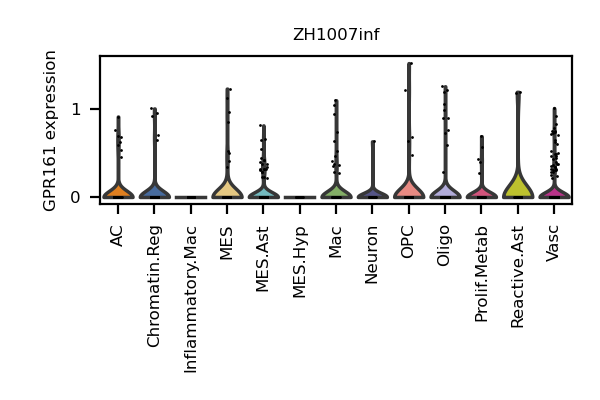 ZH1007inf
GPR161 expression
1
0
AC
Chromatin.Reg
Inflammatory.Mac
MES
MES.Ast
MES.Hyp
Mac
Neuron
OPC
Oligo
Prolif.Metab
Reactive.Ast
Vasc